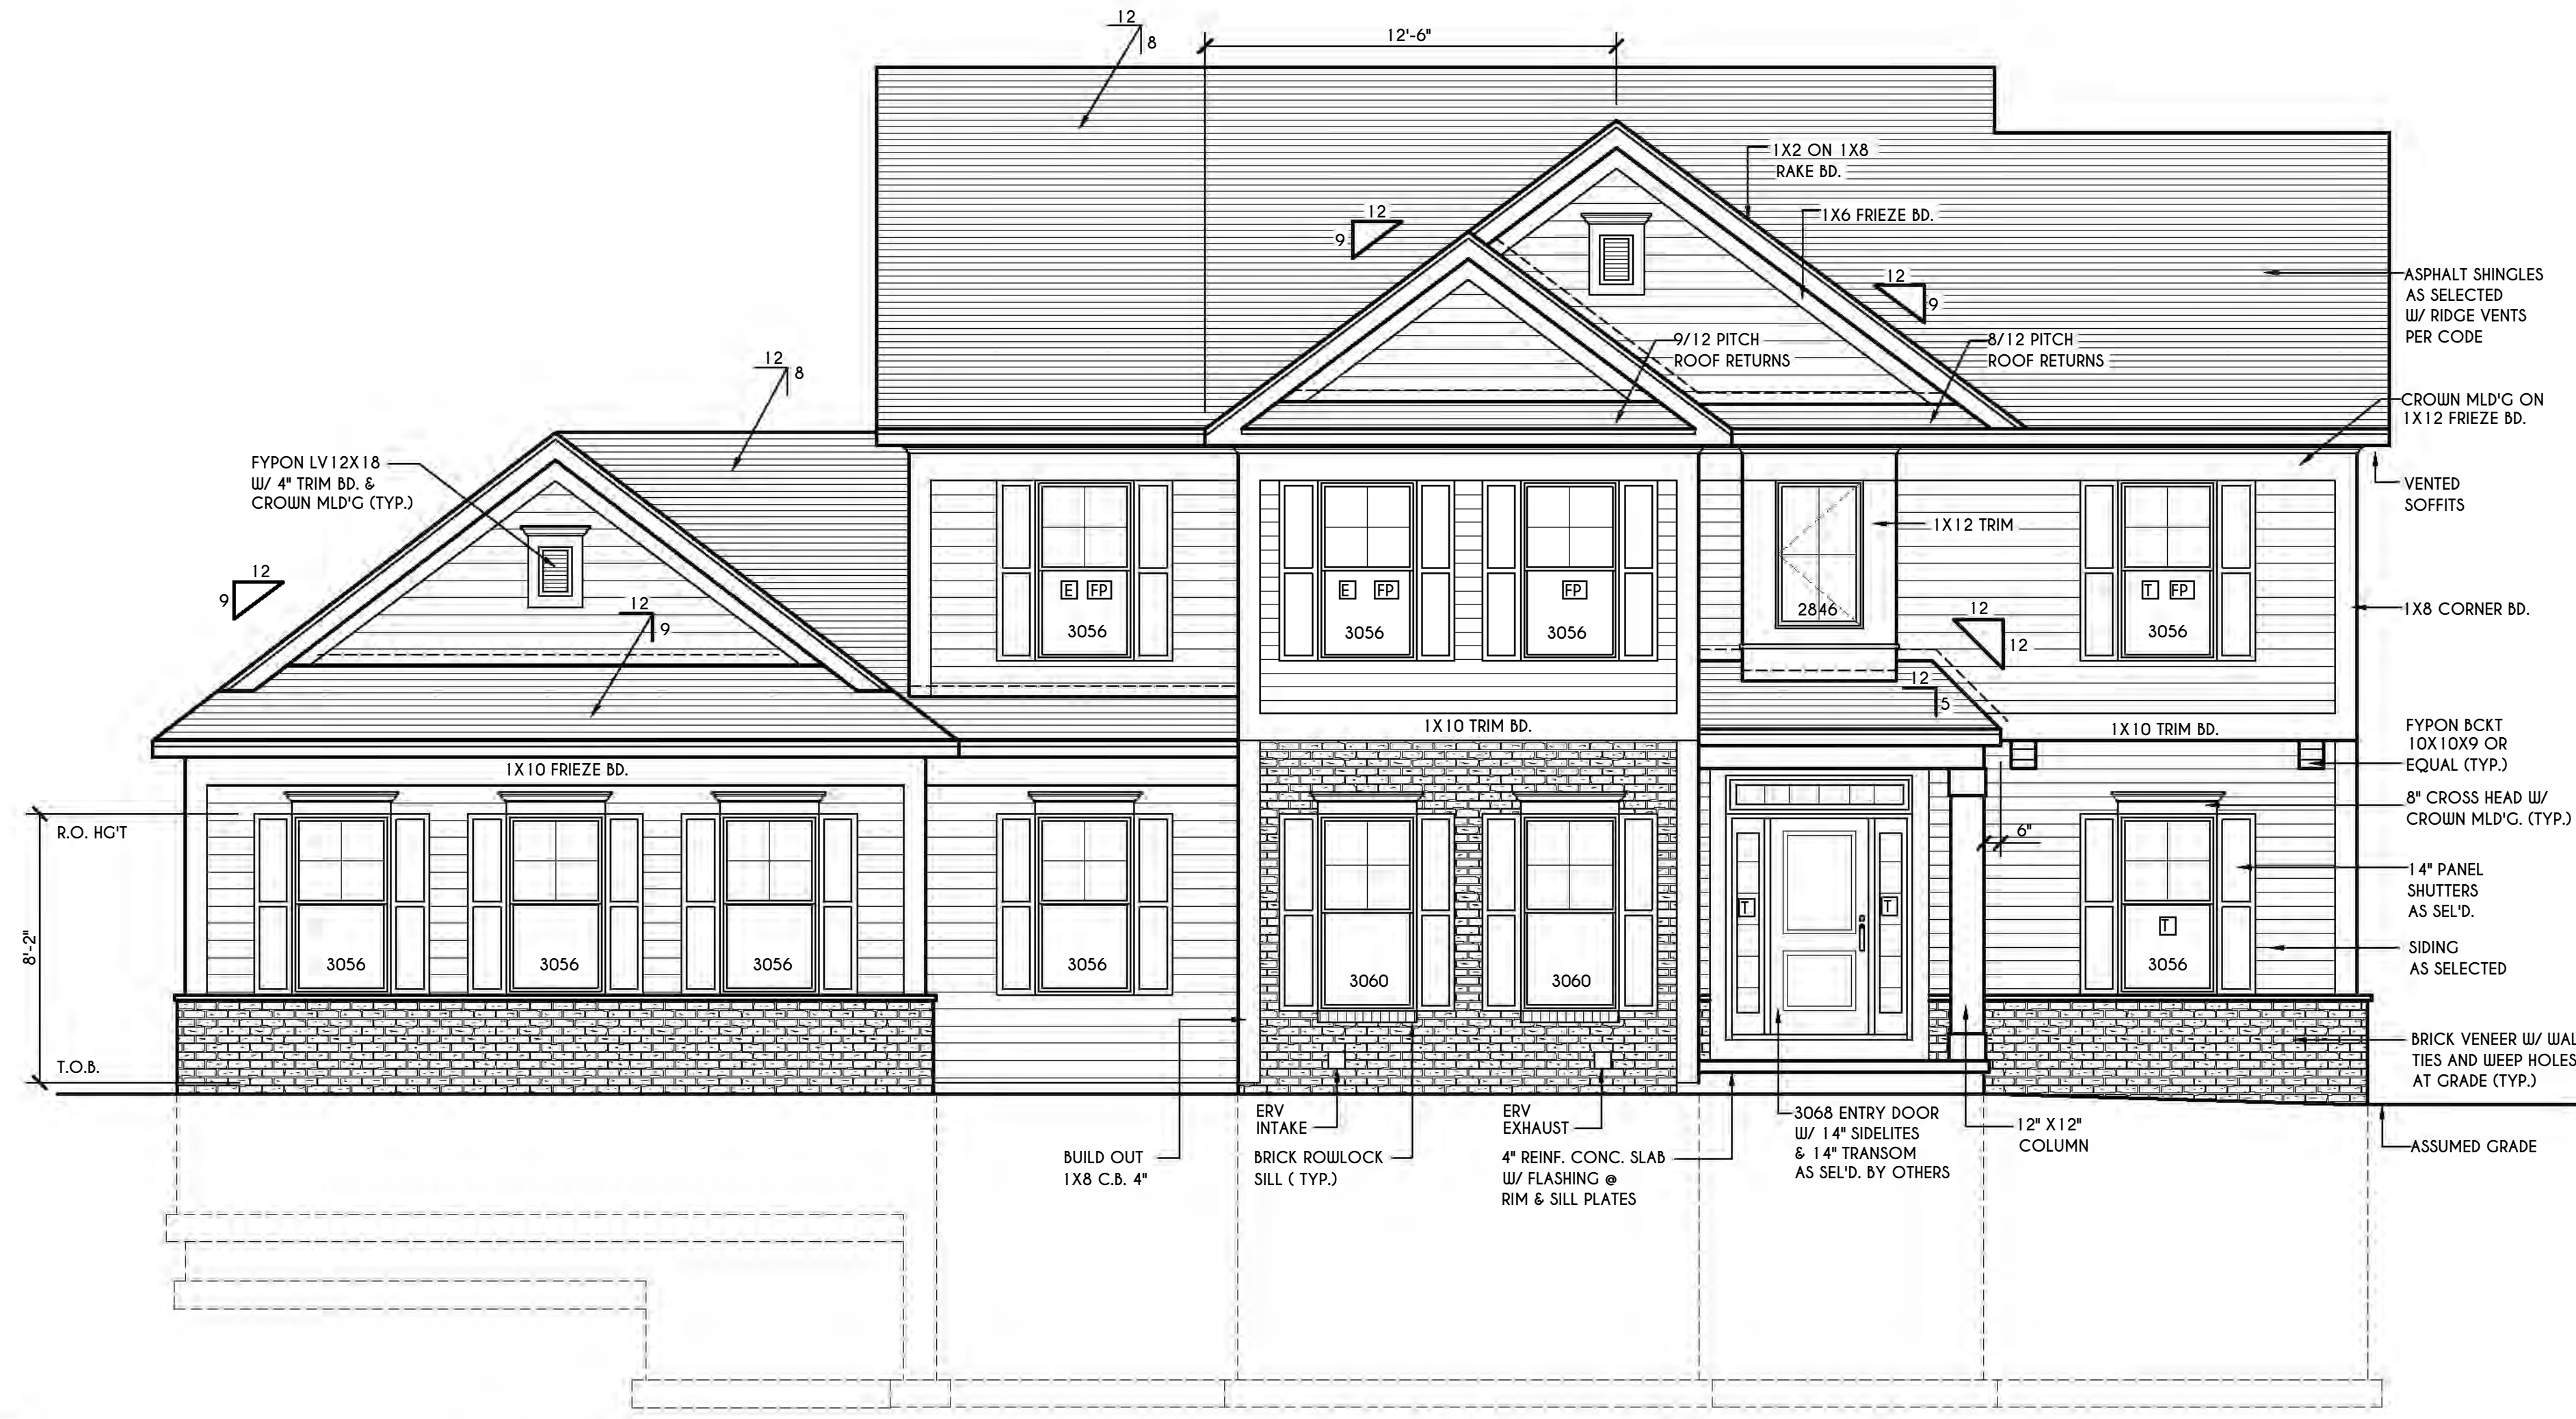 12
8
12'-6"
1X2 ON 1X8
RAKE BD.
12
9
1X6 FRIEZE BD.
12
9
ASPHALT SHINGLES
AS SELECTED
W/ RIDGE VENTS
PER CODE
9/12 PITCH
ROOF RETURNS
8/12 PITCH
ROOF RETURNS
12
8
CROWN MLD'G ON
1X12 FRIEZE BD.
FYPON LV12X18
W/ 4" TRIM BD. &
CROWN MLD'G (TYP.)
VENTED
SOFFITS
1X12 TRIM
12
9
12
9
E FP
3056
E FP
3056
FP
3056
2846
12
12
T FP
3056
1X8 CORNER BD.
12
5
1X10 TRIM BD.
1X10 TRIM BD.
FYPON BCKT
10X10X9 OR
EQUAL (TYP.)
1X10 FRIEZE BD.
8" CROSS HEAD W/
CROWN MLD'G. (TYP.)
R.O. HG'T
6"
8'-2"
14" PANEL
SHUTTERS
AS SEL'D.
T
T
T
SIDING
AS SELECTED
3056
3056
3056
3056
3060
3060
3056
T.O.B.
BRICK VENEER W/ WAL
TIES AND WEEP HOLES
AT GRADE (TYP.)
ERV
INTAKE
ERV
EXHAUST
3068 ENTRY DOOR
W/ 14" SIDELITES
& 14" TRANSOM
AS SEL'D. BY OTHERS
12" X12"
COLUMN
ASSUMED GRADE
BUILD OUT
1X8 C.B. 4"
BRICK ROWLOCK
SILL ( TYP.)
4" REINF. CONC. SLAB
W/ FLASHING @
RIM & SILL PLATES